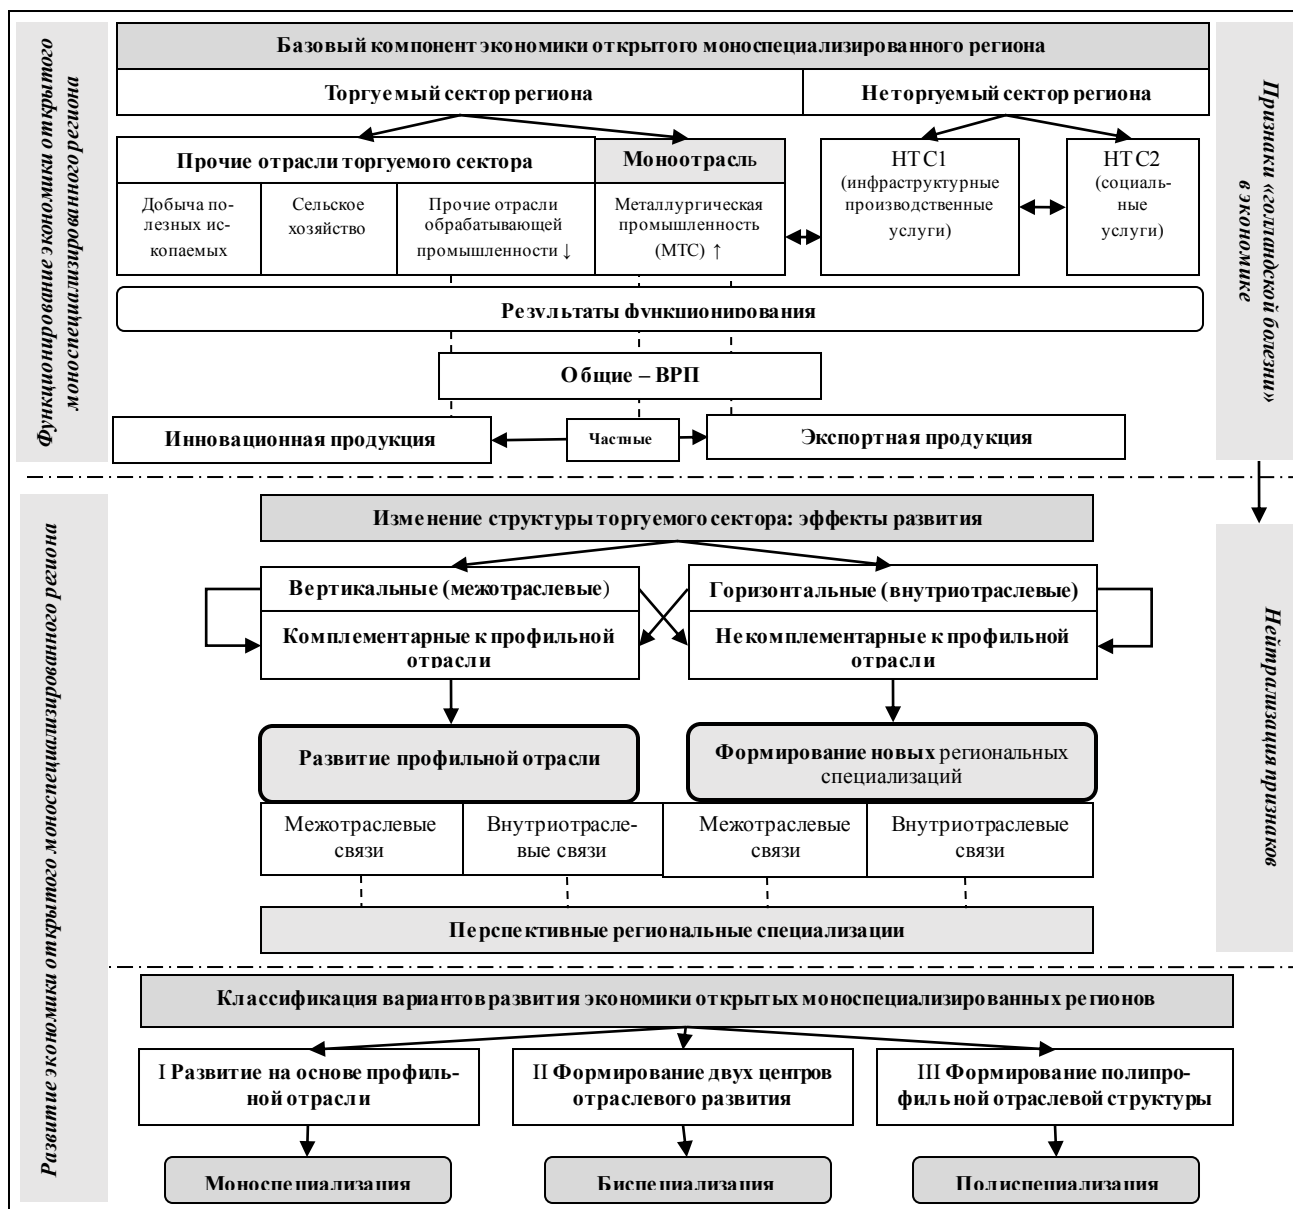 Функционирование экономики открытого
моноспециализированного региона
Базовый компонент экономики открытого моноспециализированного региона
Торгуемый сектор региона
Неторгуемый сектор региона
Прочие отрасли торгуемого сектора
Моноотрасль
Добыча по-
лезных ис-
копаемых
Сельское
хозяйство
Прочие отрасли
обрабатывающей
промышленности ↓
Металлургическая
промышленность
(МТС) ↑
НТС1
(инфраструктурные
производственные
услуги)
НТС2
(социаль-
ные
услуги)
Признаки «голландской болезни»
в экономике
Результаты функционирования
Общие – ВРП
Инновационная продукция
Частные
Экспортная продукция
Развитие экономики открытого моноспециализированного региона
Изменение структуры торгуемого сектора: эффекты развития
Вертикальные (межотраслевые)
Горизонтальные (внутриотраслевые)
Комплементарные к профильной
отрасли
Некомплементарные к профильной
отрасли
Развитие профильной отрасли
Формирование новых региональных
специализаций
Межотраслевые
связи
Внутриотрасле-
вые связи
Межотраслевые
связи
Внутриотраслевые
связи
Перспективные региональные специализации
Нейтрализация признаков
Классификация вариантов развития экономики открытых моноспециализированных регионов
I Развитие на основе профиль-
ной отрасли
II Формирование двух центров
отраслевого развития
III Формирование полипро-
фильной отраслевой структуры
Моноспециализация
Биспециализация
Полиспециализация